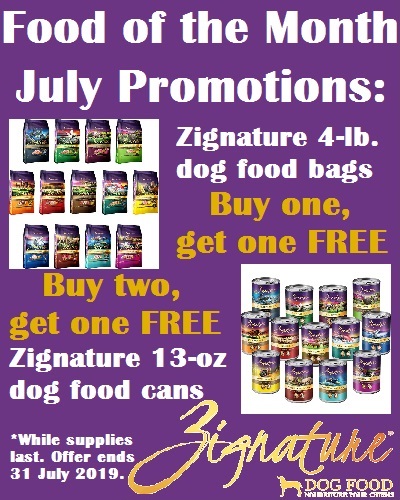 Food of the Month
July Promotions:
Zignature 4-lb.
dog food bags
Buy one,
get one FREE
Buy two,
get one FREE
Zignature 13-oz
dog food cans
*While supplies
last. Offer ends
31 July 2019.
Zignature®
DOG FOOD